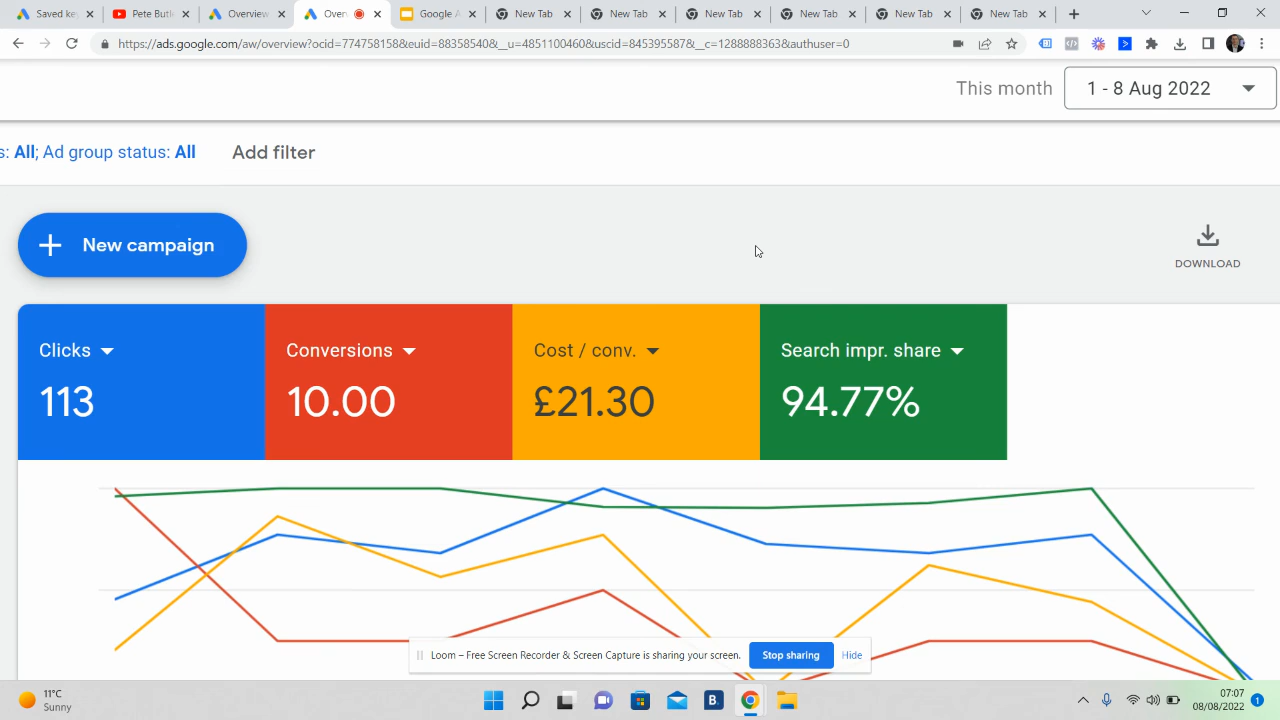 Saved key
Pete Butl
Overview
Over
Google A
New Tab
New Tab
New Tab
New Tab
New Tab
New Tab
https://ads.google.com/aw/overview?ocid=774758158&euid=88358540&__u=4851100460&uscid=845395587&__c=1288888363&authuser=0
This month
1 - 8 Aug 2022
s: All; Ad group status: All
Add filter
New campaign
DOWNLOAD
Clicks
Conversions
Cost / conv.
Search impr. share
113
10.00
£21.30
94.77%
Loom – Free Screen Recorder & Screen Capture is sharing your screen.
Stop sharing
Hide
11°C
Sunny
B.
07:07
08/08/2022
1